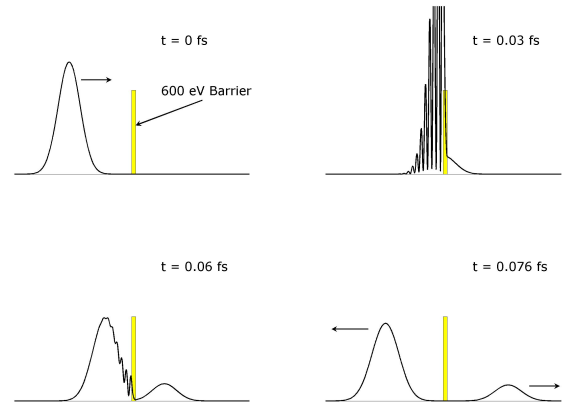 t = 0 fs
t = 0.03 fs
600 eV Barrier
t = 0.06 fs
t = 0.076 fs